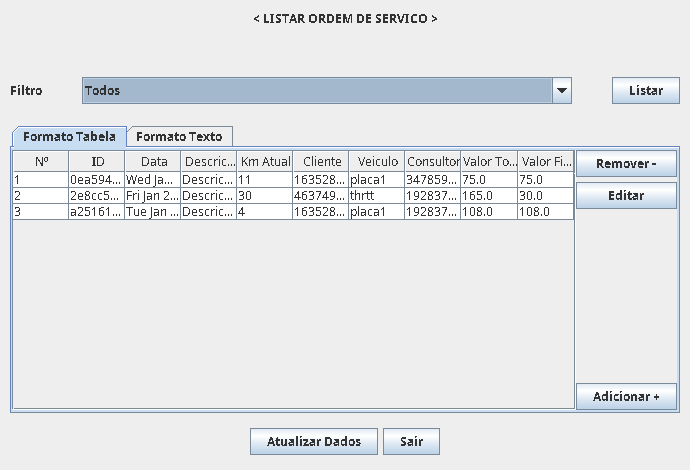 < LISTAR ORDEM DE SERVICO >
Filtro Todos Listar
Formato Tabela Formato Texto
Nº ID Data Descric... Km Atual Cliente Veiculo Consultor Valor To... Valor Fi...
1 0ea594... Wed Ja... Descric... 11 163528... placa1 347859... 75.0 75.0
2 2e8cc5... Fri Jan 2... Descric... 30 463749... thrtt 192837... 165.0 30.0
3 a25161... Tue Jan ... Descric... 4 163528... placa1 192837... 108.0 108.0
Remover -
Editar
Adicionar +
Atualizar Dados Sair